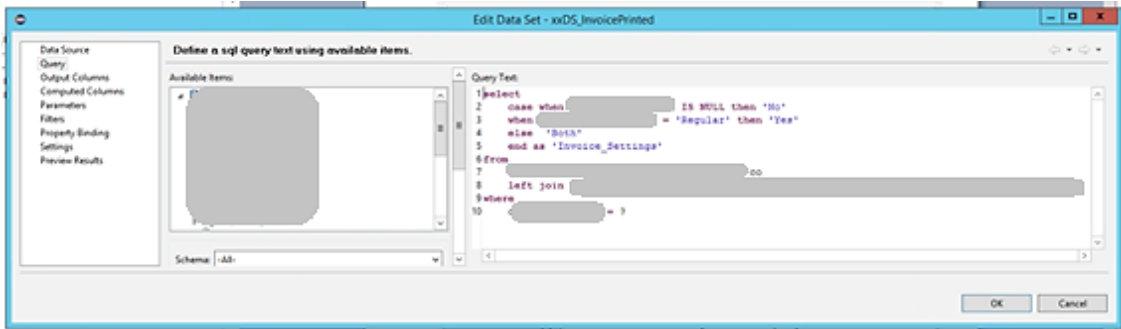 Edit Data Set - xxDS_InvoicePrinted
Data Source
Query
Output Columns
Computed Columns
Parameters
Filters
Property Binding
Settings
Preview Results
Define a sql query text using available items.
Available Items:
Schema: -All-
Query Text:
1 select
2 case when IS NULL then 'No'
3 when = 'Regular' then 'Yes'
4 else 'Both'
5 end as 'Invoice_Settings'
6 from
7 oo
8 left join
9 where
10 = ?
OK
Cancel